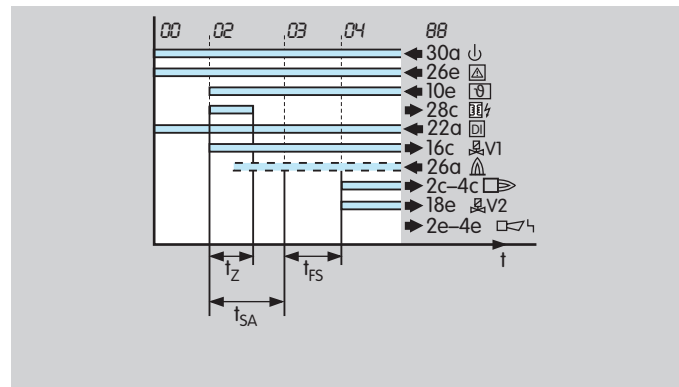 00 02 03 04 88
30a
26e
10e ϑ
28c
22a DI
16c V1
26a
2c–4c
18e V2
2e–4e
t
tZ tFS
tSA